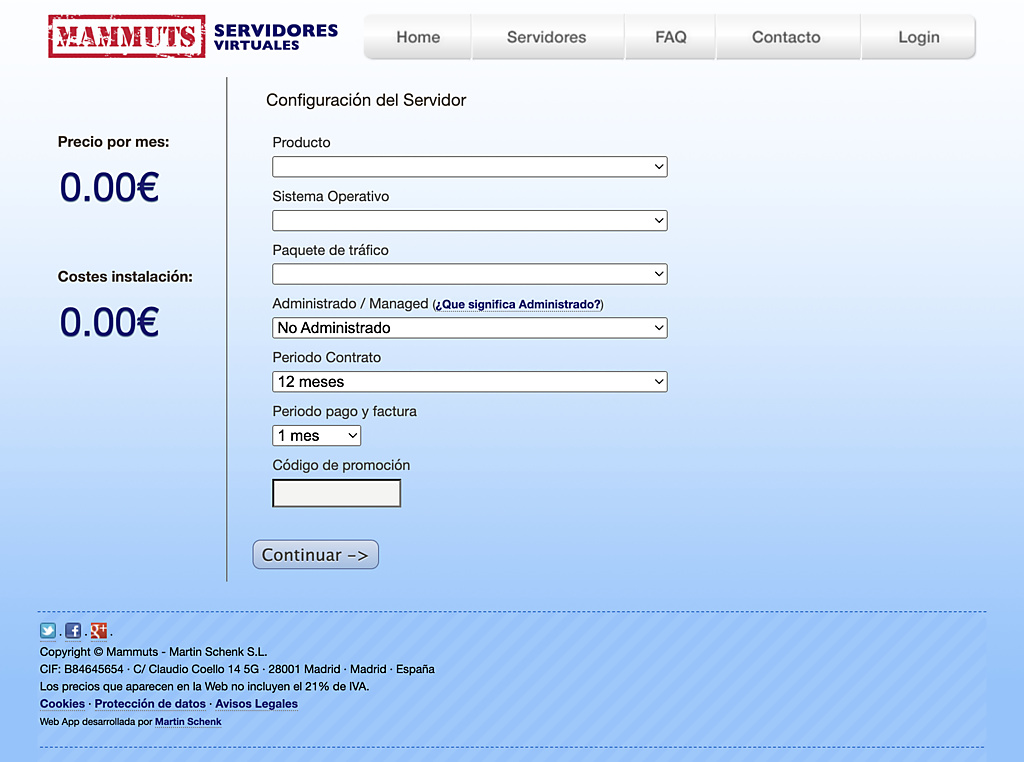 MAMMUTS SERVIDORES
VIRTUALES
Home Servidores FAQ Contacto Login
Configuración del Servidor
Precio por mes:
0.00€
Costes instalación:
0.00€
Producto
Sistema Operativo
Paquete de tráfico
Administrado / Managed (¿Que significa Administrado?)
No Administrado
Periodo Contrato
12 meses
Periodo pago y factura
1 mes
Código de promoción
Continuar –>
Copyright © Mammuts - Martin Schenk S.L.
CIF: B84645654 · C/ Claudio Coello 14 5G · 28001 Madrid · Madrid · España
Los precios que aparecen en la Web no incluyen el 21% de IVA.
Cookies · Protección de datos · Avisos Legales
Web App desarrollada por Martin Schenk